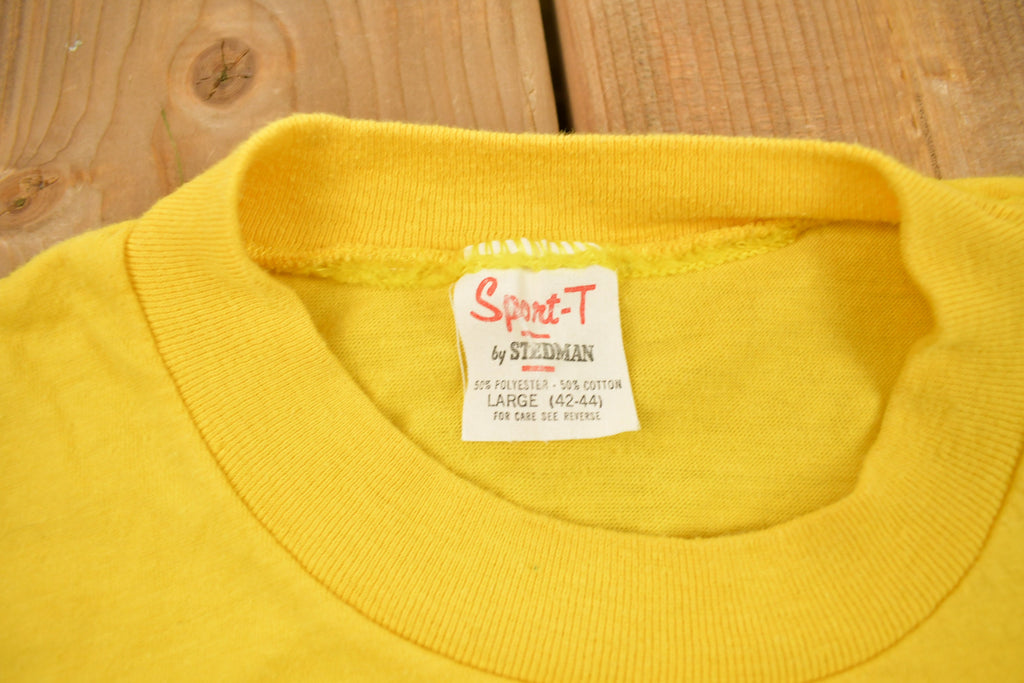 Sport-T
by STEDMAN
50% POLYESTER - 50% COTTON
LARGE (42-44)
FOR CARE SEE REVERSE